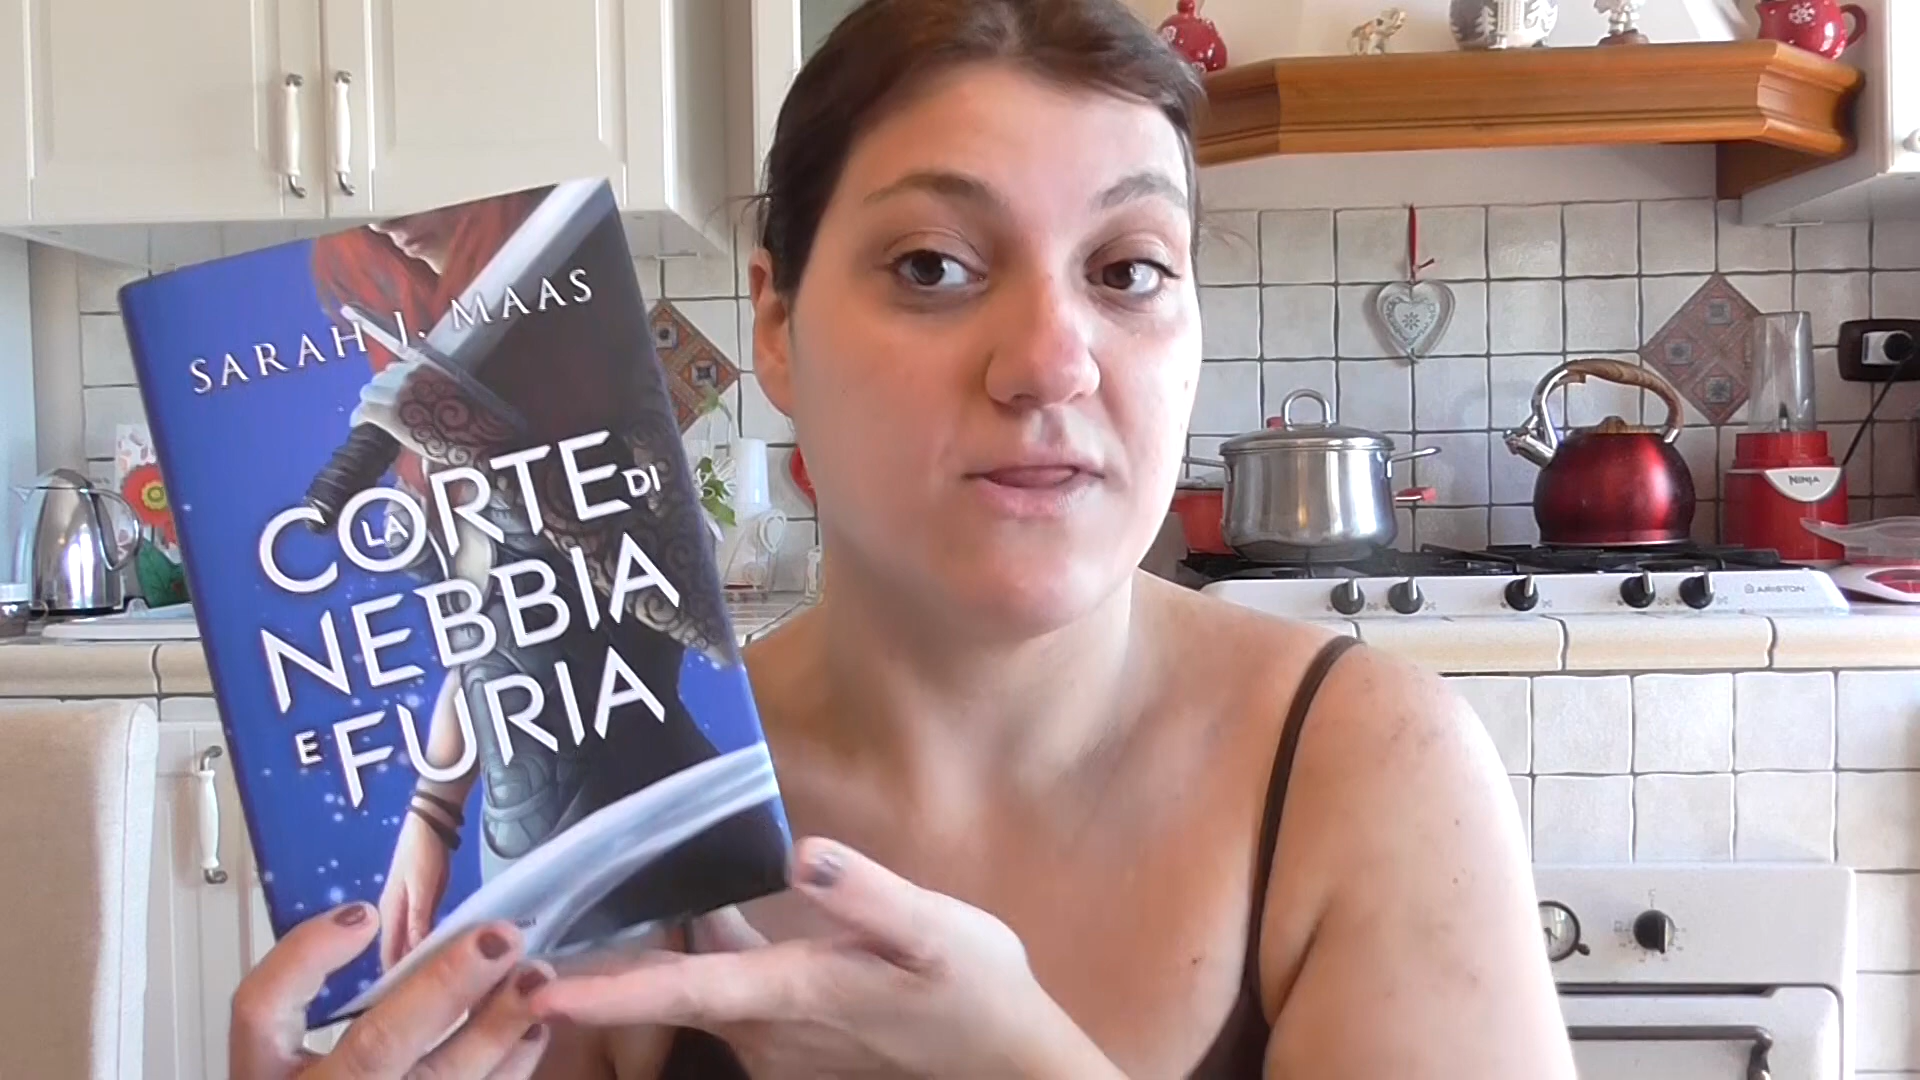 SARAH J. MAAS
LA
CORTE DI
NEBBIA
E FURIA
NINJA
ARISTON